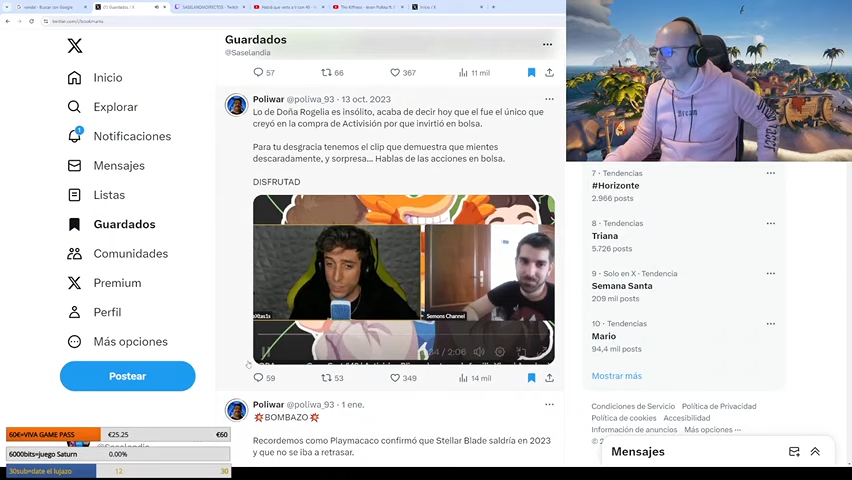 twitter.com/i/bookmarks
Inicio
Explorar
1
Notificaciones
Mensajes
Listas
Guardados
Comunidades
Premium
Perfil
Más opciones
Postear
Guardados
@Saselandia
57 66 367 11 mil
Poliwar @poliwa_93 · 13 oct. 2023
Lo de Doña Rogelia es insólito, acaba de decir hoy que el fue el único que
creyó en la compra de Activisión por que invirtió en bolsa.
Para tu desgracia tenemos el clip que demuestra que mientes
descaradamente, y sorpresa... Hablas de las acciones en bolsa.
DISFRUTAD
Semons Channel
2:06
59 53 349 14 mil
Poliwar @poliwa_93 · 1 ene.
💥BOMBAZO💥
Recordemos como Playmacaco confirmó que Stellar Blade saldría en 2023
y que no se iba a retrasar.
7 · Tendencias
#Horizonte
2.966 posts
8 · Tendencias
Triana
5.726 posts
9 · Solo en X · Tendencia
Semana Santa
209 mil posts
10 · Tendencias
Mario
94,4 mil posts
Mostrar más
Condiciones de Servicio Política de Privacidad
Política de cookies Accesibilidad
Información de anuncios Más opciones
Mensajes
60€=VIVA GAME PASS €25.25 €60
6000bits=juego Saturn 0.00%
30sub=date el lujazo 12 30